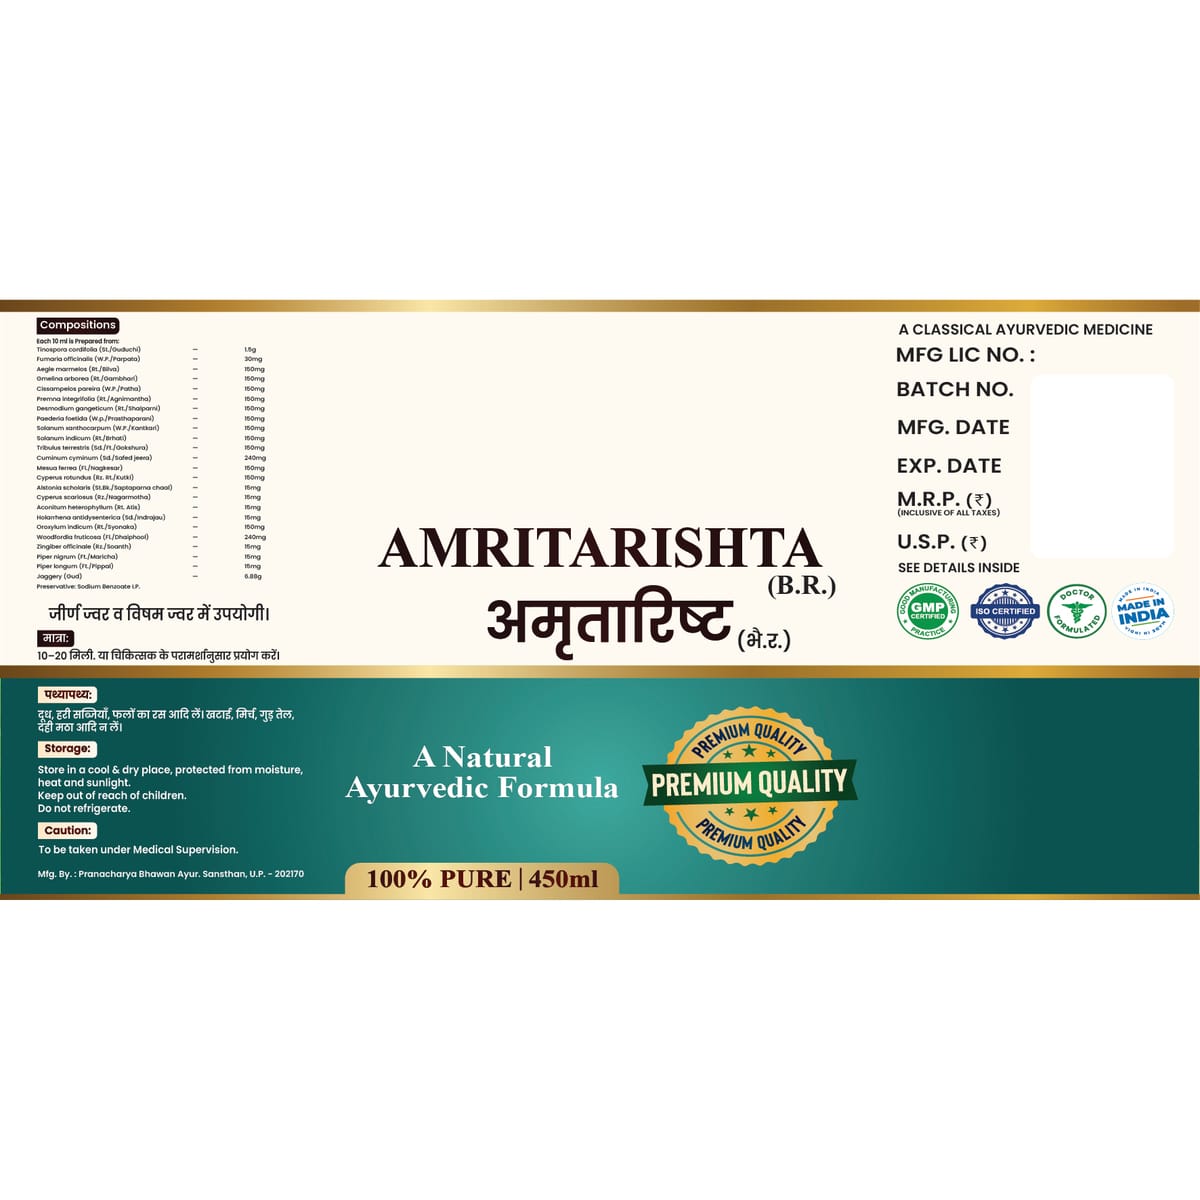 Compositions
Each 10 ml is Prepared from:
Tinospora cordifolia (St./Guduchi) – 1.5g
Fumaria officinalis (W.P./Parpata) – 30mg
Aegle marmelos (Rt./Bilva) – 150mg
Gmelina arborea (Rt./Gambhari) – 150mg
Cissampelos pareira (W.P./Patha) – 150mg
Premna integrifolia (Rt./Agnimantha) – 150mg
Desmodium gangeticum (Rt./Shalparni) – 150mg
Paederia foetida (W.p./Prasthaparani) – 150mg
Solanum xanthocarpum (W.P./Kantkari) – 150mg
Solanum indicum (Rt./Brhati) – 150mg
Tribulus terrestris (Sd./Ft./Gokshura) – 150mg
Cuminum cyminum (Sd./Safed jeera) – 240mg
Mesua ferrea (Fl./Nagkesar) – 150mg
Cyperus rotundus (Rz. Rt./Kutki) – 150mg
Alstonia scholaris (St.Bk./Saptaparna chaal) – 15mg
Cyperus scariosus (Rz./Nagarmotha) – 15mg
Aconitum heterophyllum (Rt. Atis) – 15mg
Holarrhena antidysenterica (Sd./Indrajau) – 15mg
Oroxylum indicum (Rt./Syonaka) – 150mg
Woodfordia fruticosa (Fl./Dhaiphool) – 240mg
Zingiber officinale (Rz./Soanth) – 15mg
Piper nigrum (Ft./Maricha) – 15mg
Piper longum (Ft./Pippal) – 15mg
Jaggery (Gud) – 6.88g
Preservative: Sodium Benzoate I.P.
जीर्ण ज्वर व विषम ज्वर में उपयोगी।
मात्रा:
10-20 मिली. या चिकित्सक के परामर्शानुसार प्रयोग करें।
पथ्यापथ्य:
दूध, हरी सब्जियाँ, फलों का रस आदि लें। खटाई, मिर्च, गुड़ तेल,
दही मठा आदि न लें।
Storage:
Store in a cool & dry place, protected from moisture,
heat and sunlight.
Keep out of reach of children.
Do not refrigerate.
Caution:
To be taken under Medical Supervision.
Mfg. By. : Pranacharya Bhawan Ayur. Sansthan, U.P. - 202170
AMRITARISHTA
(B.R.)
अमृतारिष्ट (भै.र.)
A Natural
Ayurvedic Formula
PREMIUM QUALITY
PREMIUM QUALITY
PREMIUM QUALITY
100% PURE | 450ml
A CLASSICAL AYURVEDIC MEDICINE
MFG LIC NO. :
BATCH NO.
MFG. DATE
EXP. DATE
M.R.P. (₹)
(INCLUSIVE OF ALL TAXES)
U.S.P. (₹)
SEE DETAILS INSIDE
GOOD MANUFACTURING
GMP
CERTIFIED
PRACTICE
ISO CERTIFIED
DOCTOR
FORMULATED
MADE IN INDIA
MADE IN
INDIA
MADE IN INDIA